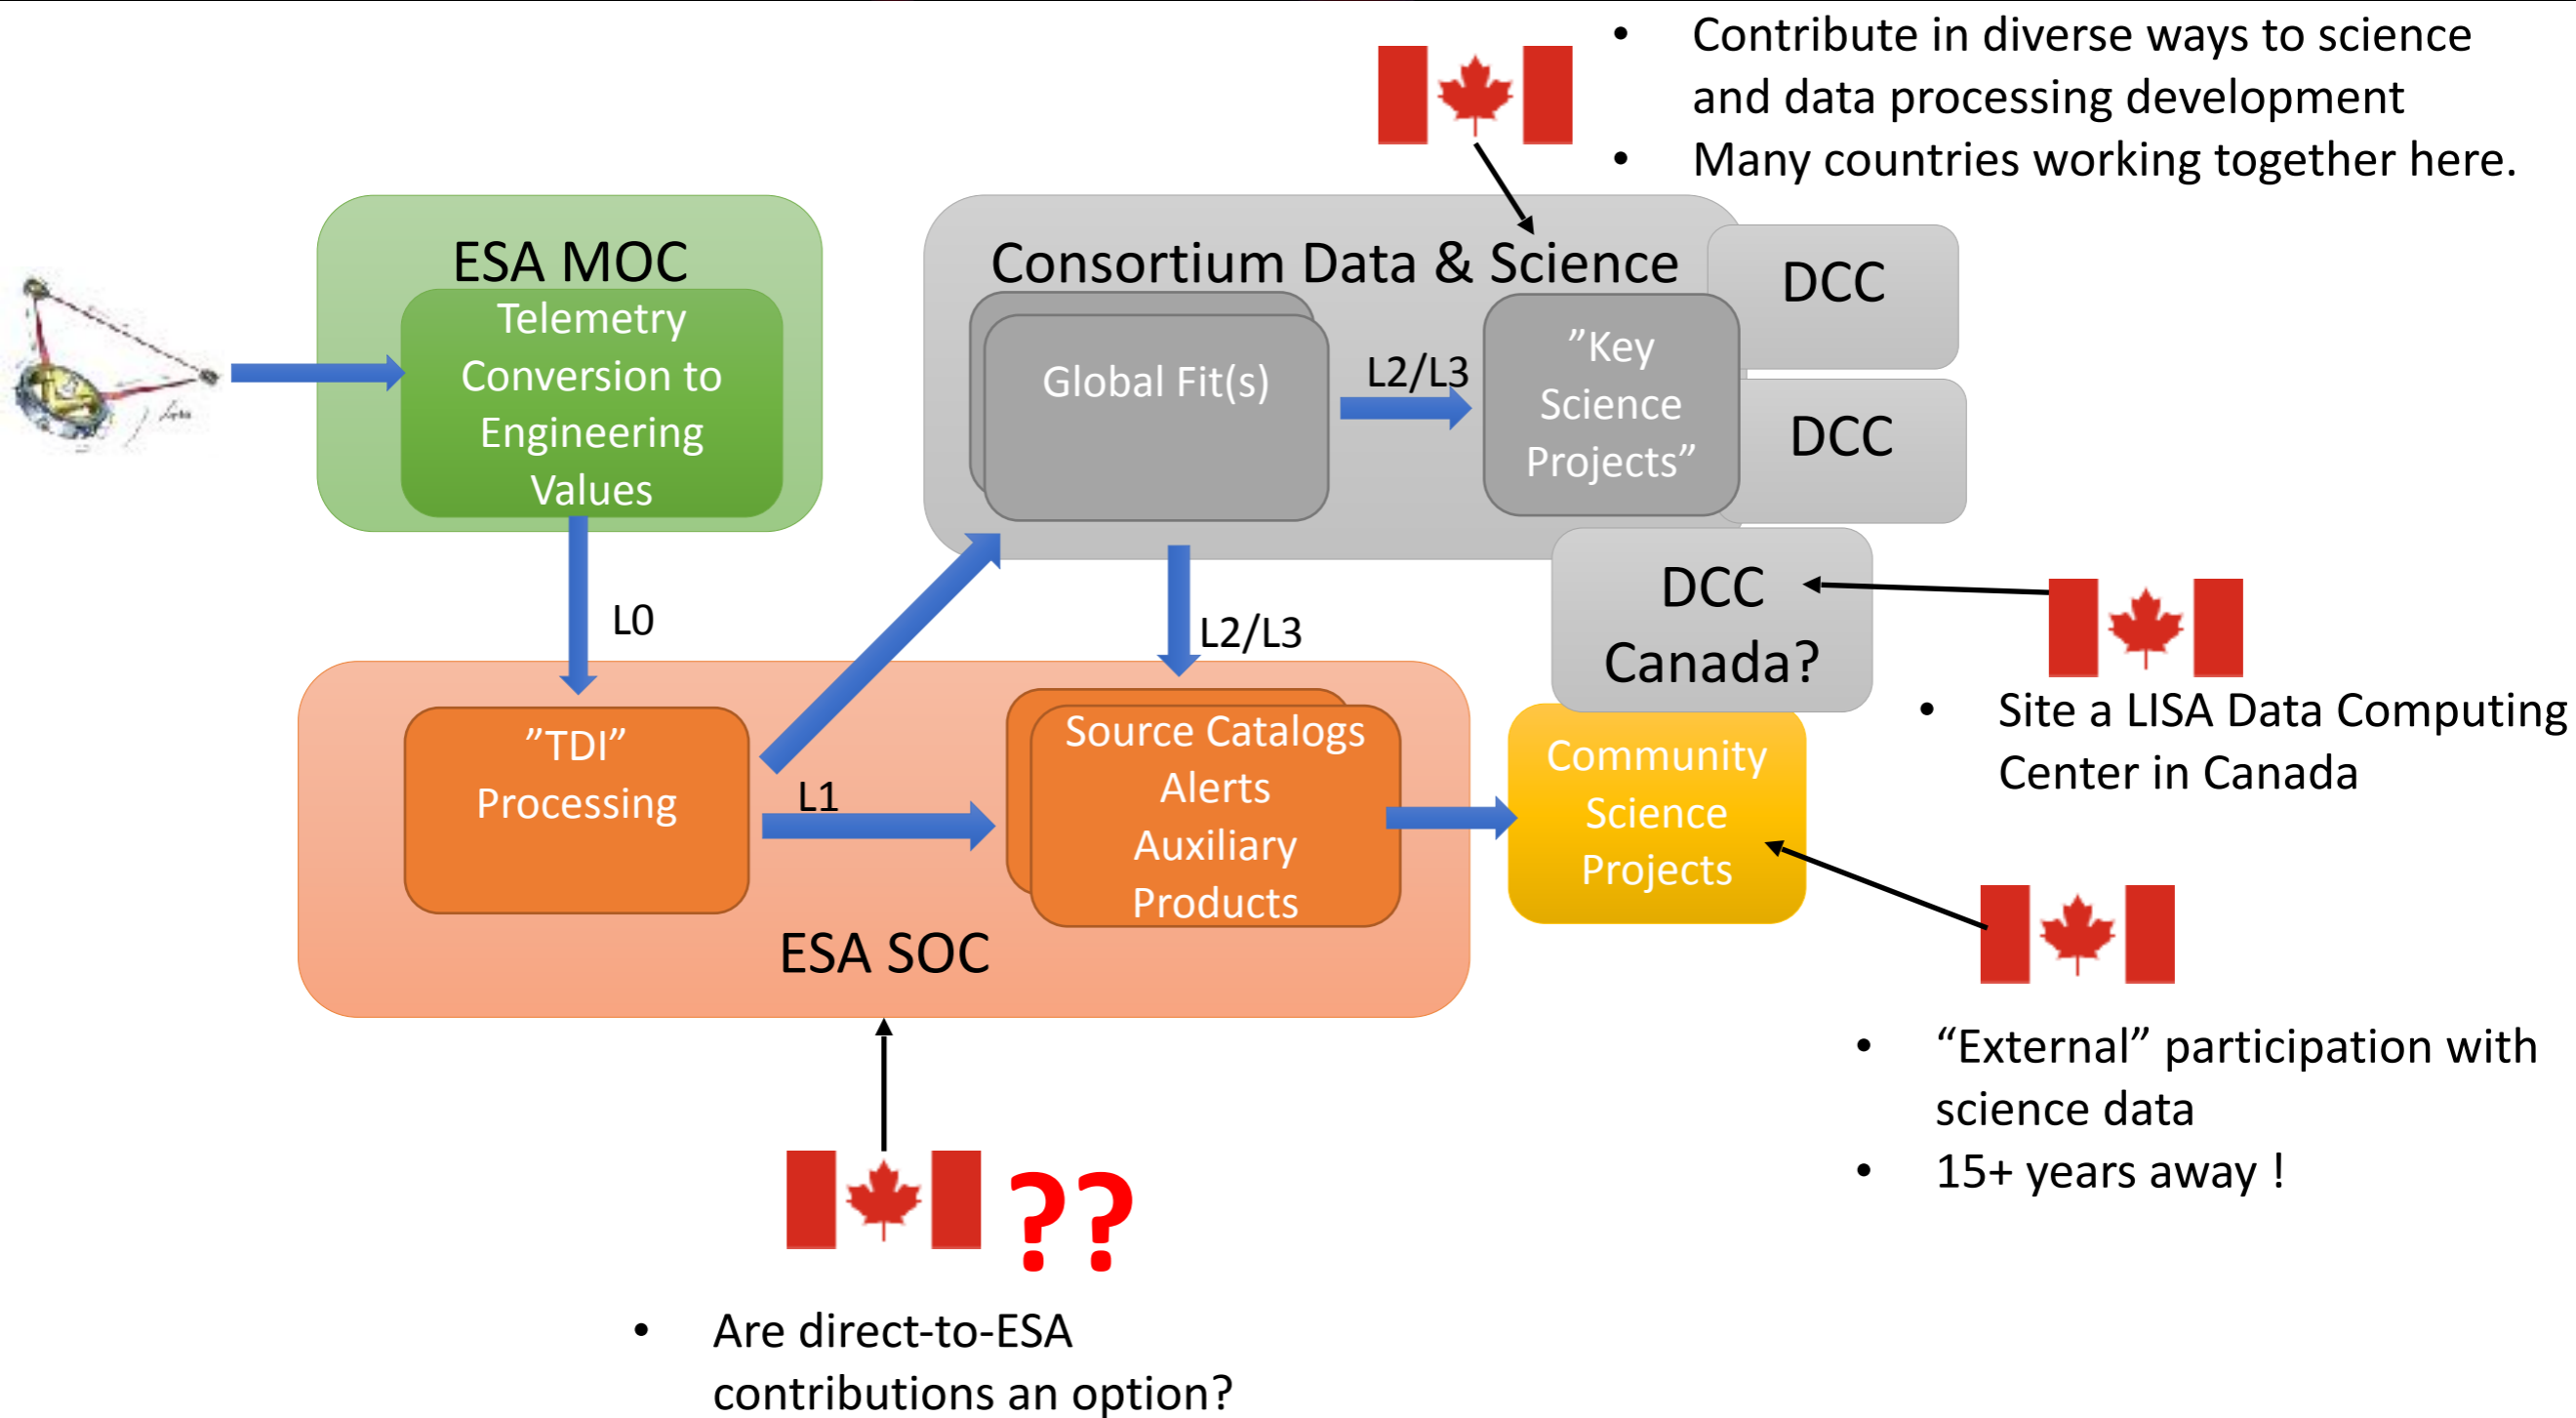 • Contribute in diverse ways to science
and data processing development
• Many countries working together here.
ESA MOC
Telemetry
Conversion to
Engineering
Values
Consortium Data & Science
Global Fit(s)
L2/L3
”Key
Science
Projects”
DCC
DCC
DCC
Canada?
L0
L2/L3
• Site a LISA Data Computing
Center in Canada
”TDI”
Processing
L1
Source Catalogs
Alerts
Auxiliary
Products
ESA SOC
Community
Science
Projects
• “External” participation with
science data
• 15+ years away !
??
• Are direct-to-ESA
contributions an option?